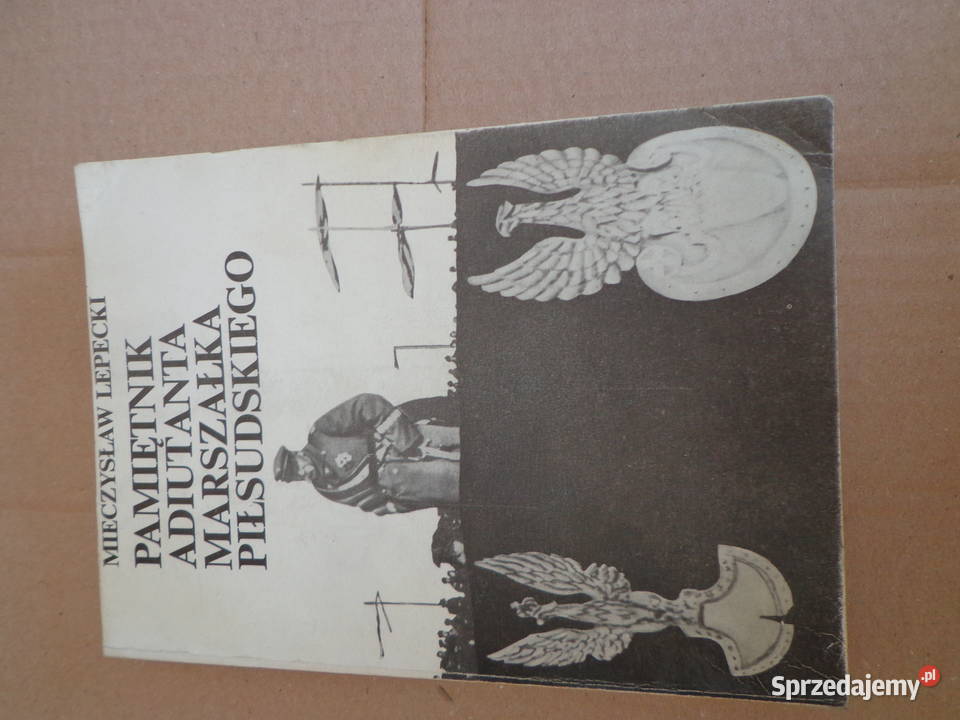 MIECZYSŁAW LEPECKI
PAMIĘTNIK
ADIUTANTA
MARSZAŁKA
PIŁSUDSKIEGO
Sprzedajemy.pl